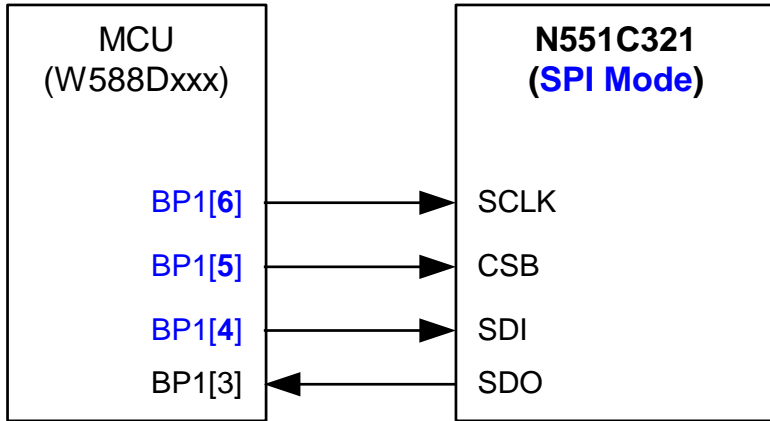 MCU
(W588Dxxx)
N551C321
(SPI Mode)
BP1[6]
SCLK
BP1[5]
CSB
BP1[4]
SDI
BP1[3]
SDO